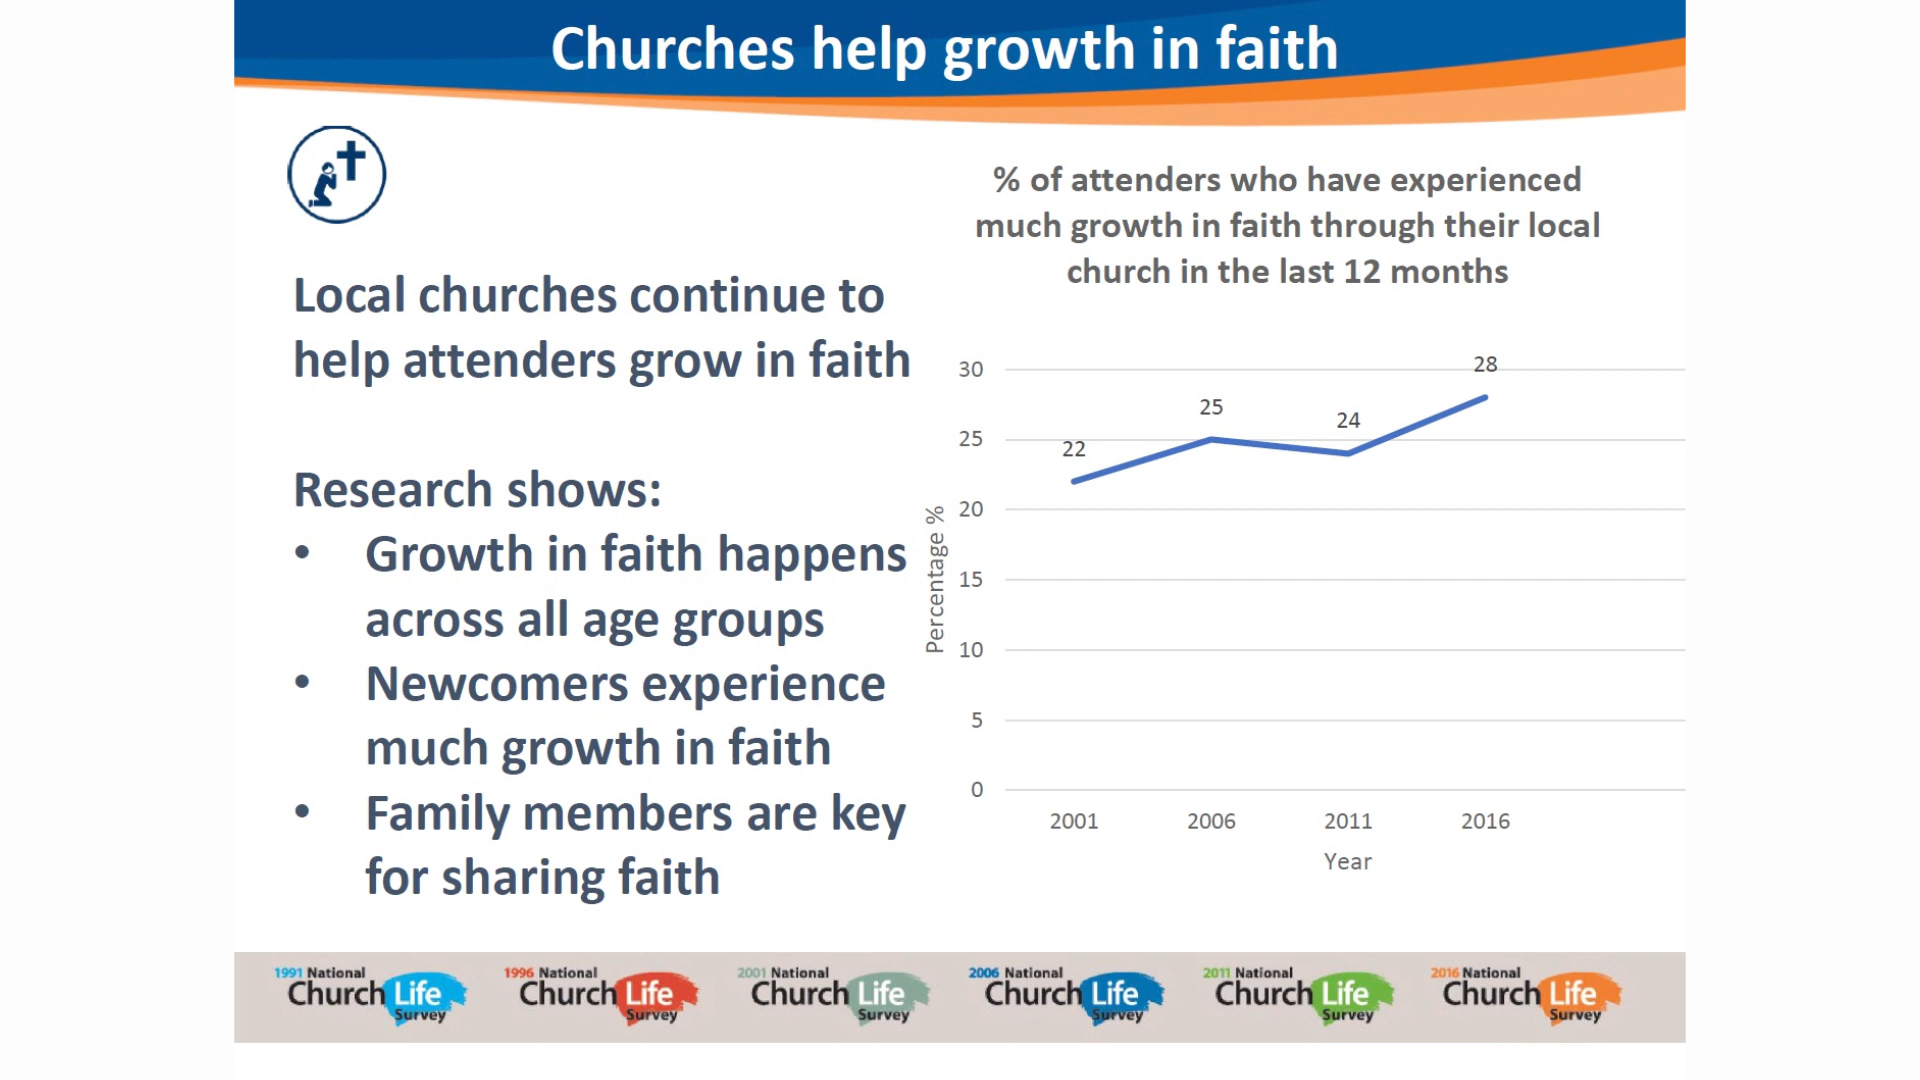 Churches help growth in faith
Local churches continue to
help attenders grow in faith
Research shows:
• Growth in faith happens
across all age groups
• Newcomers experience
much growth in faith
• Family members are key
for sharing faith
% of attenders who have experienced
much growth in faith through their local
church in the last 12 months
30
25
20
15
10
5
0
Percentage %
22
25
24
28
2001
2006
2011
2016
Year
1991 National
Church Life
Survey
1996 National
Church Life
Survey
2001 National
Church Life
Survey
2006 National
Church Life
Survey
2011 National
Church Life
Survey
2016 National
Church Life
Survey